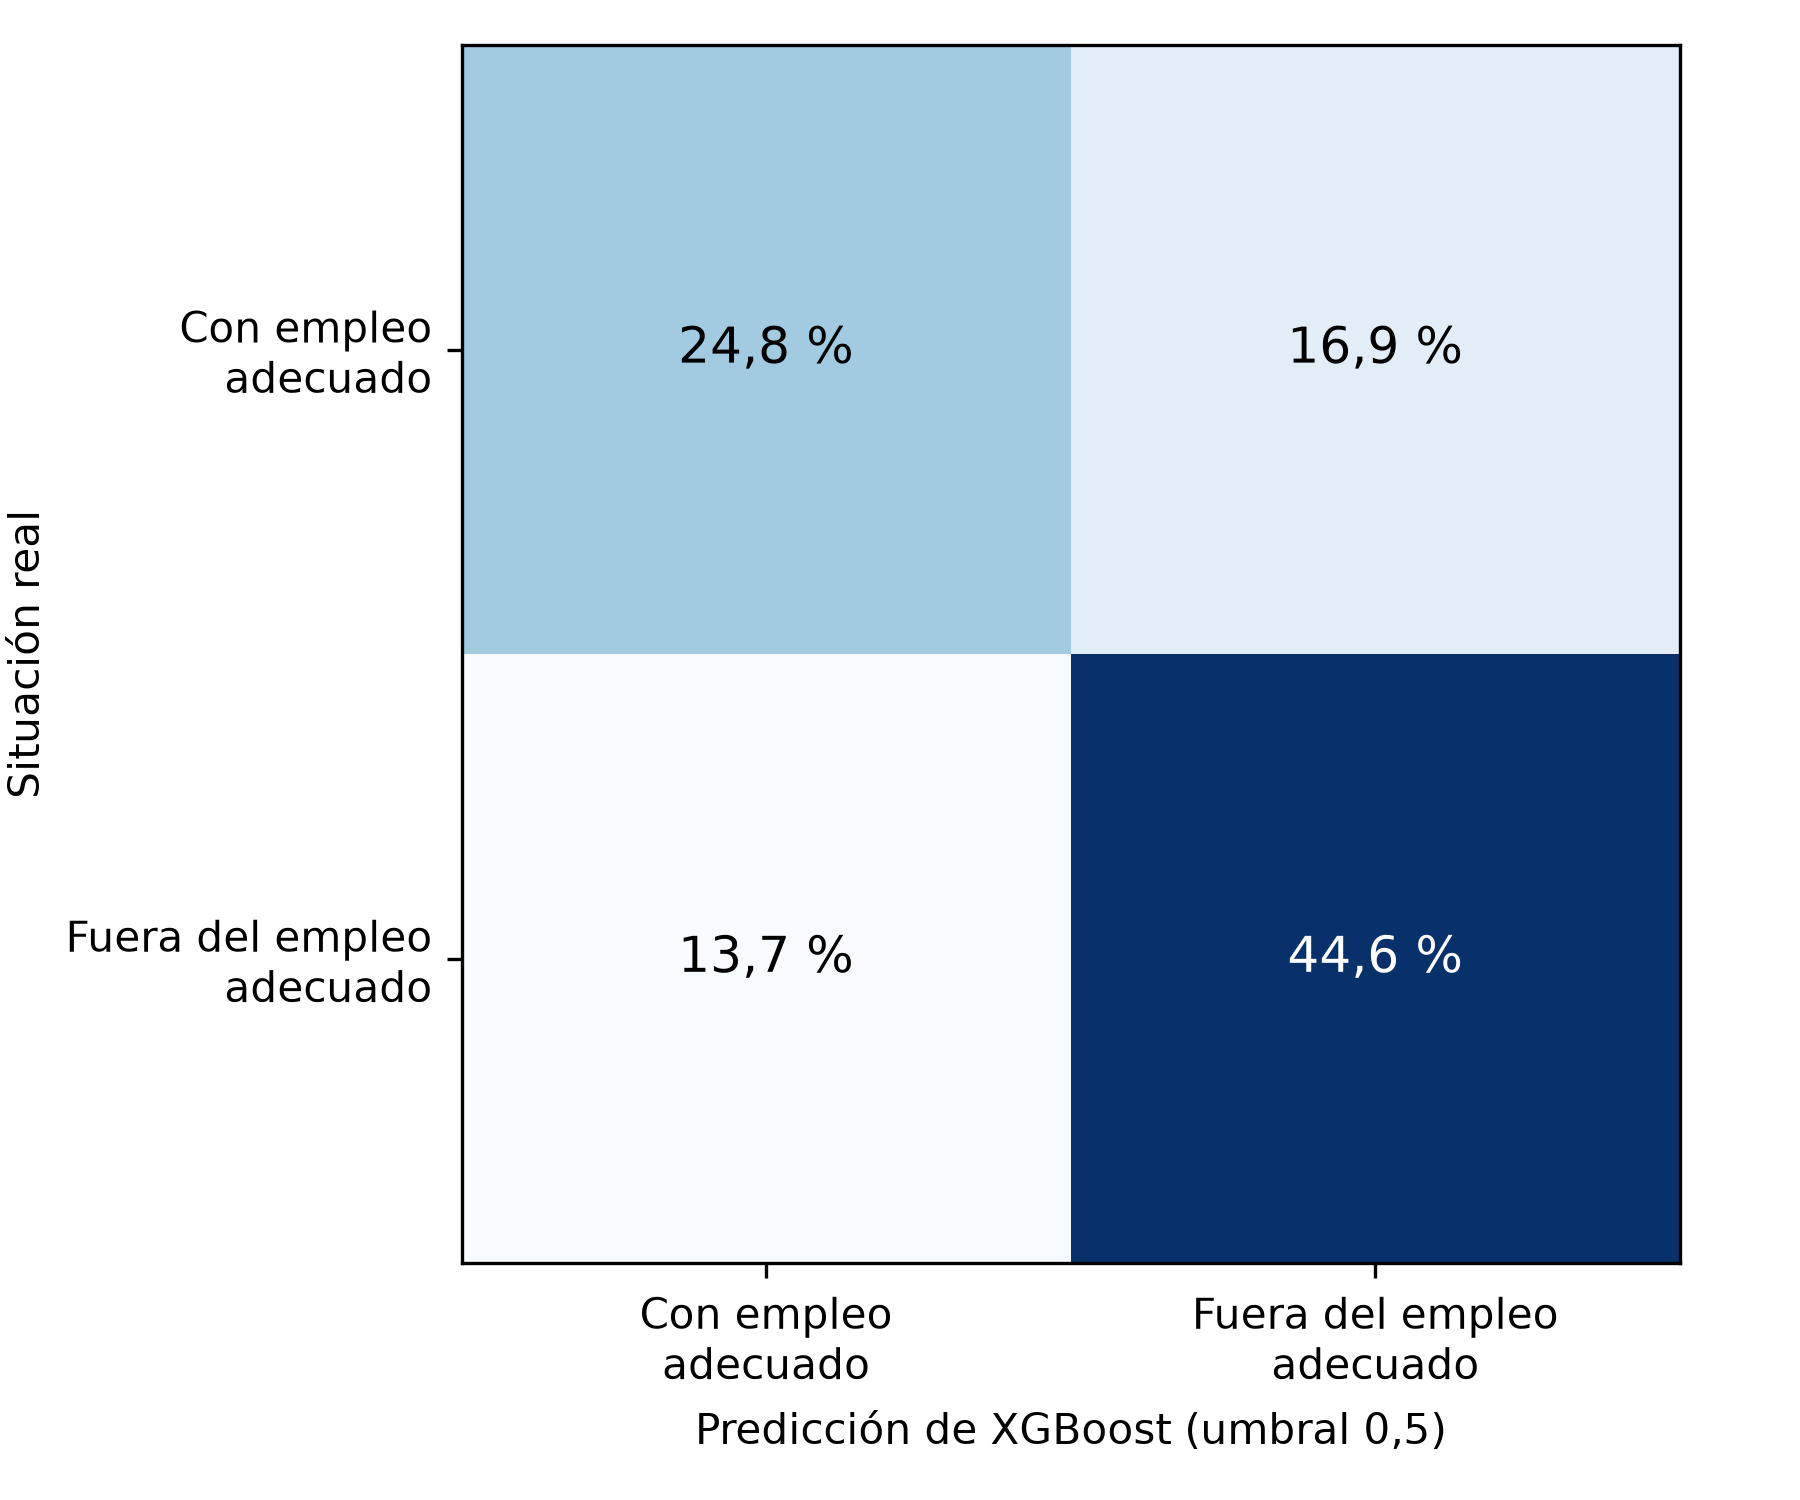 Situación real
Con empleo
adecuado
24,8 %
16,9 %
Fuera del empleo
adecuado
13,7 %
44,6 %
Con empleo
adecuado
Fuera del empleo
adecuado
Predicción de XGBoost (umbral 0,5)